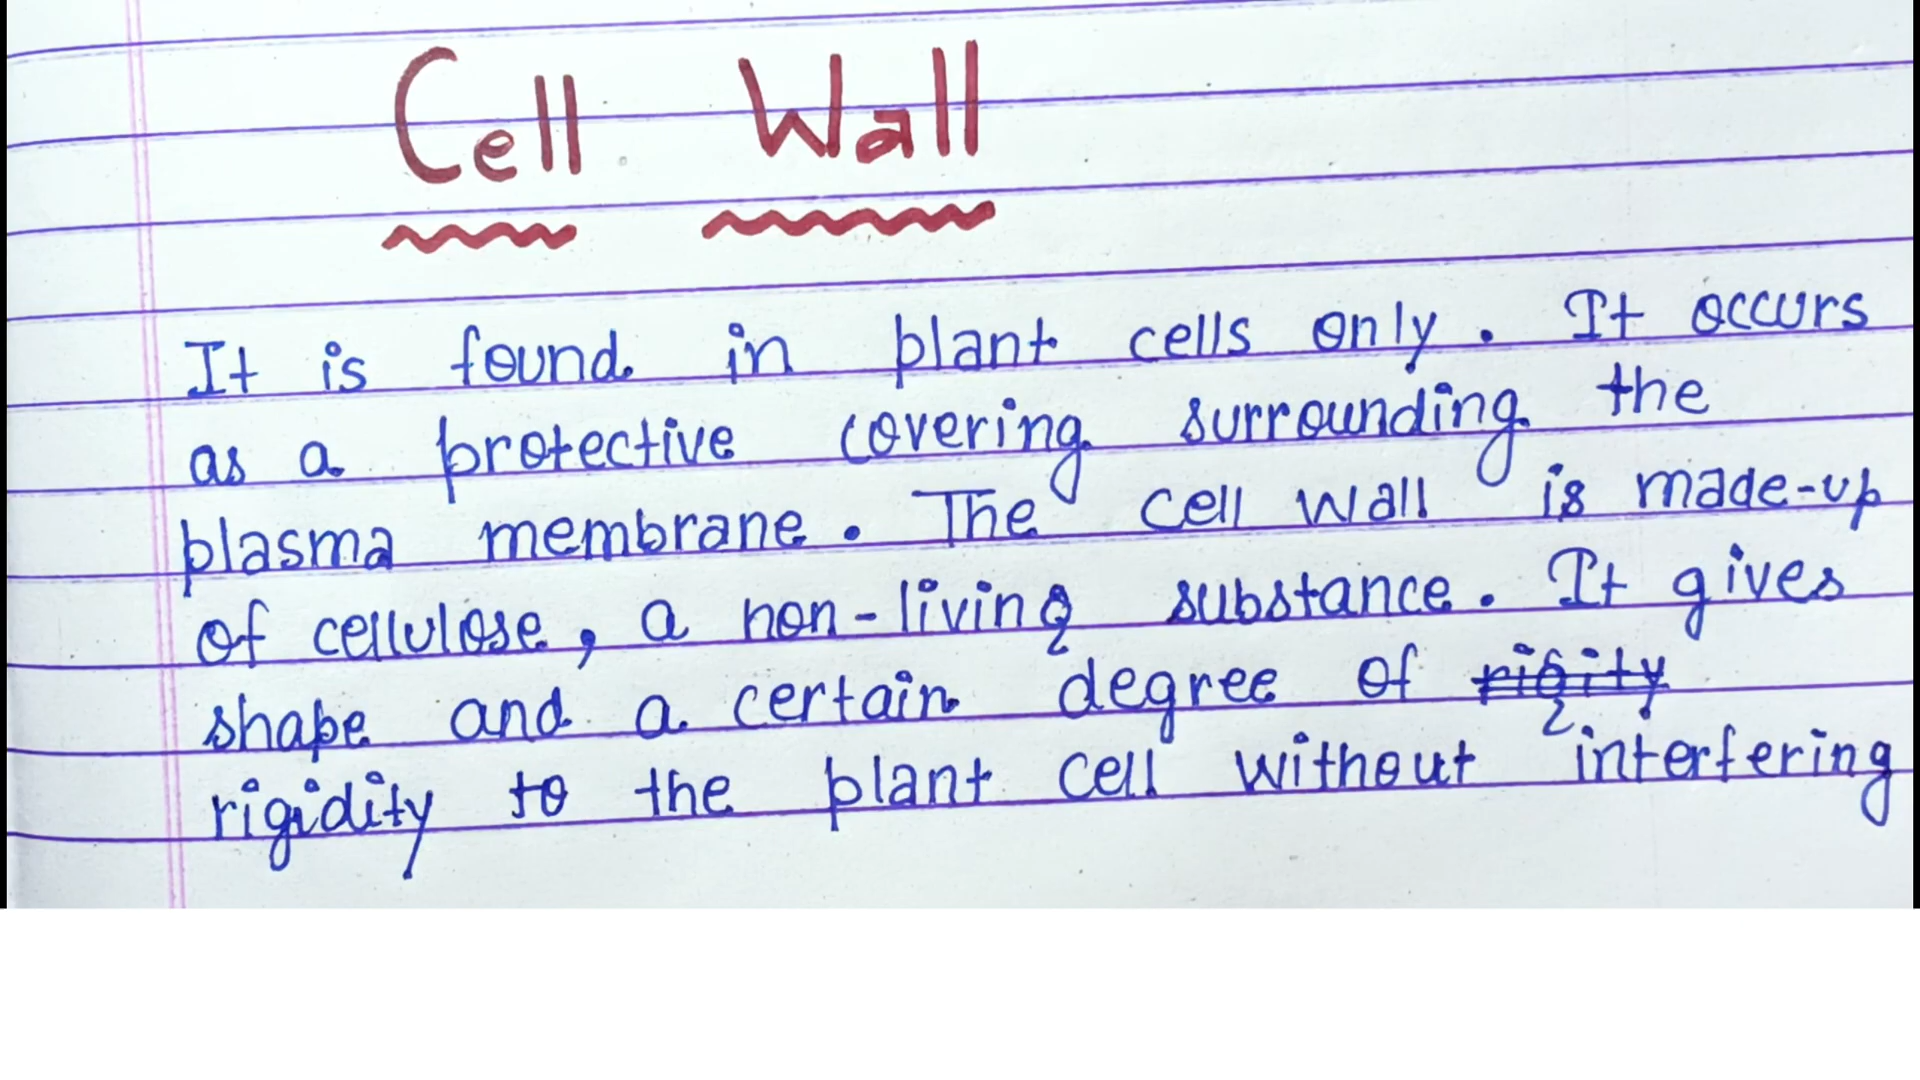 Cell Wall
It is found in plant cells only. It occurs
as a protective covering surrounding the
plasma membrane. The cell wall is made-up
of cellulose, a non-living substance. It gives
shape and a certain degree of rigity
rigidity to the plant cell without interfering